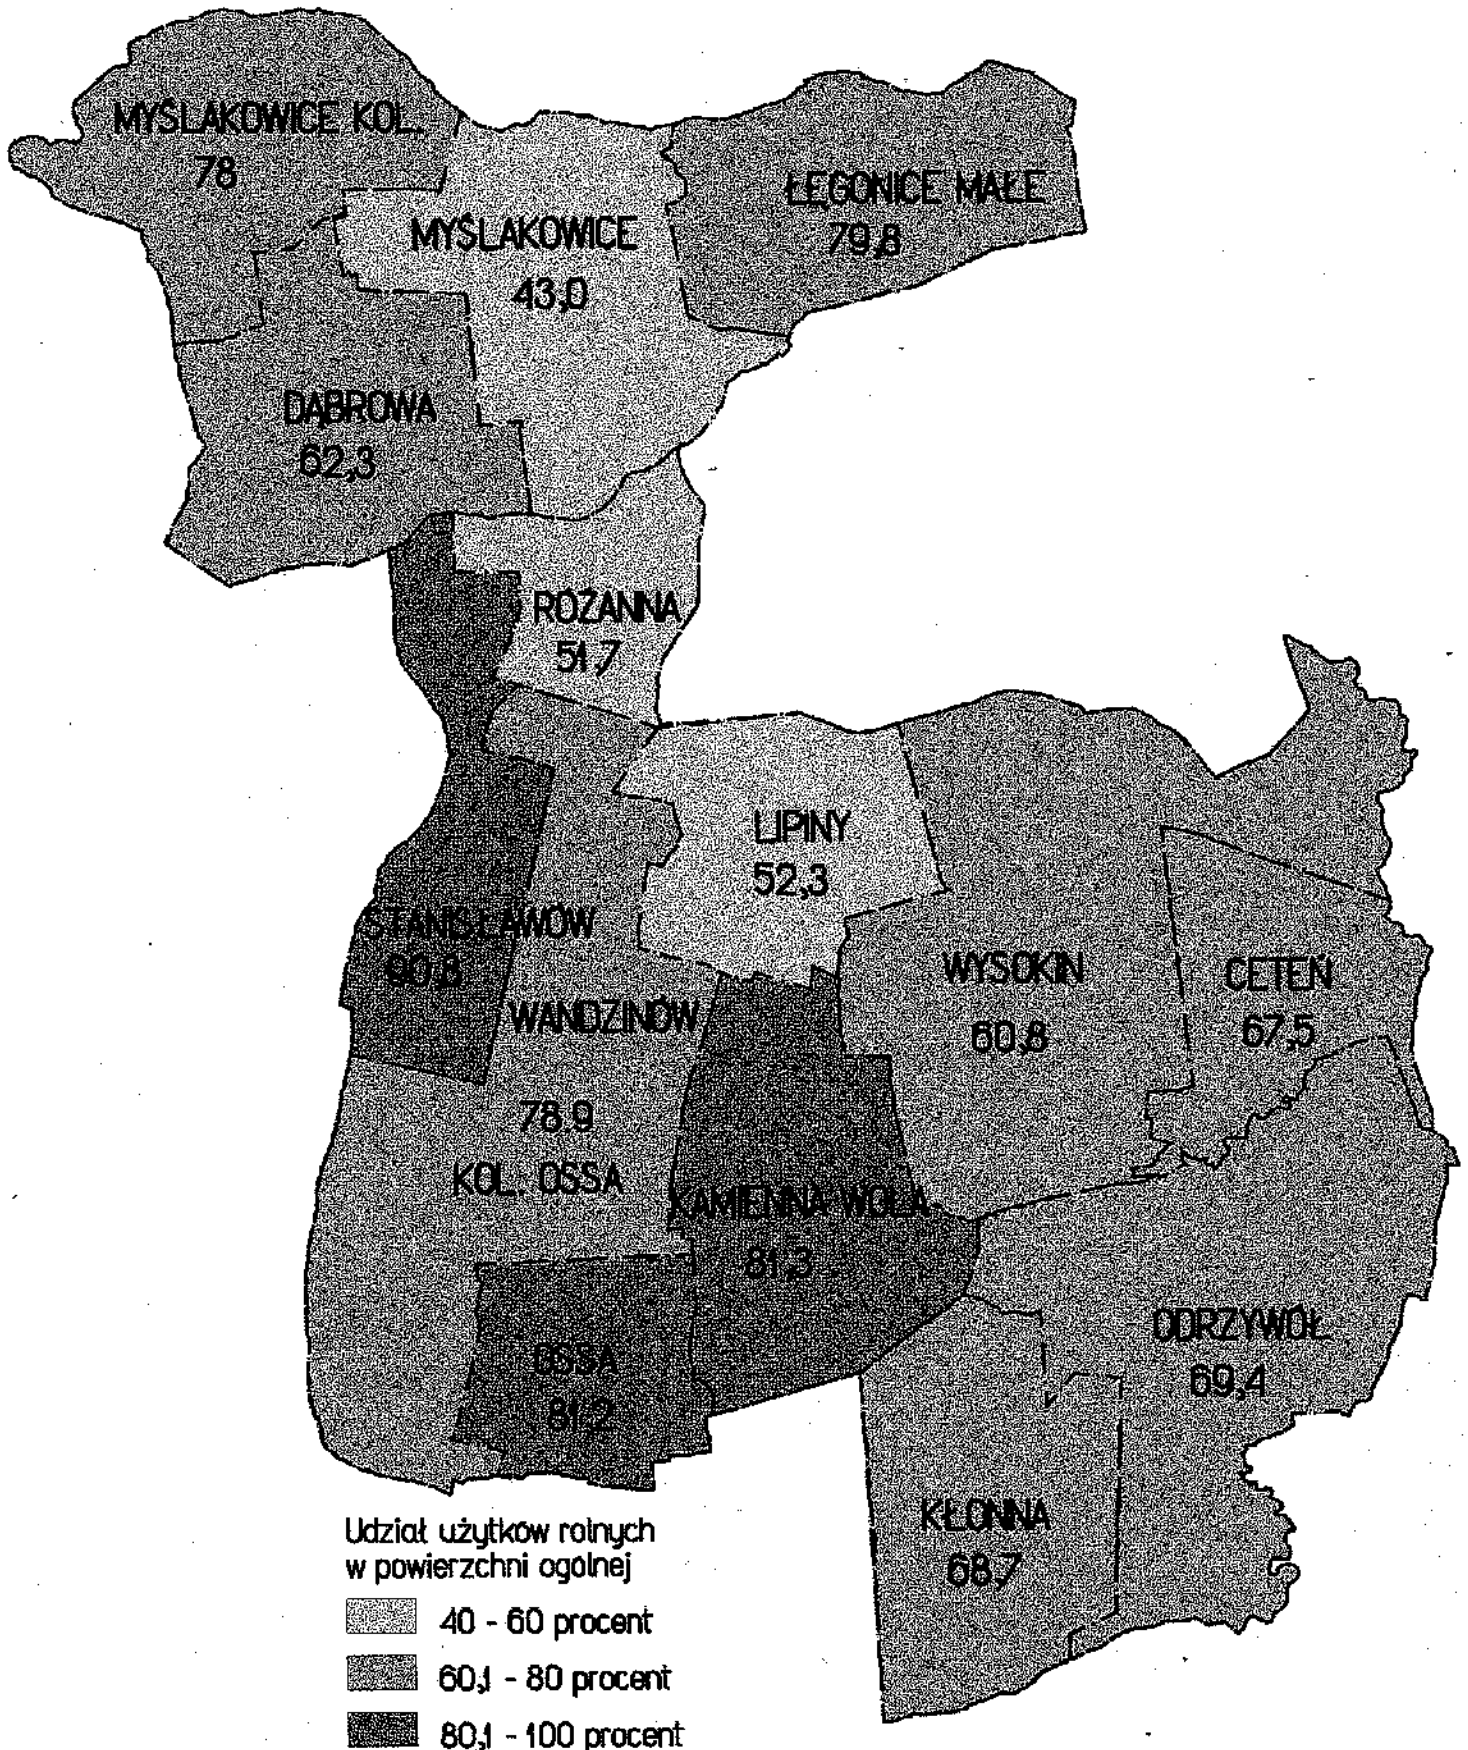 MYŚLAKOWICE KOL.
78
ŁĘGONICE MAŁE
79,8
MYŚLAKOWICE
43,0
DĄBROWA
62,3
ROŻANNA
51,7
LIPINY
52,3
STANISŁAWÓW
90,8
WYSOKIN
60,8
CETEŃ
67,5
WANDZINÓW
78.9
KOL. OSSA
KAMIENNA WOLA
81,3
ODRZYWÓŁ
69,4
OSSA
81,2
KŁONNA
68,7
Udział użytków rolnych
w powierzchni ogólnej
40 - 60 procent
60,1 - 80 procent
80,1 - 100 procent